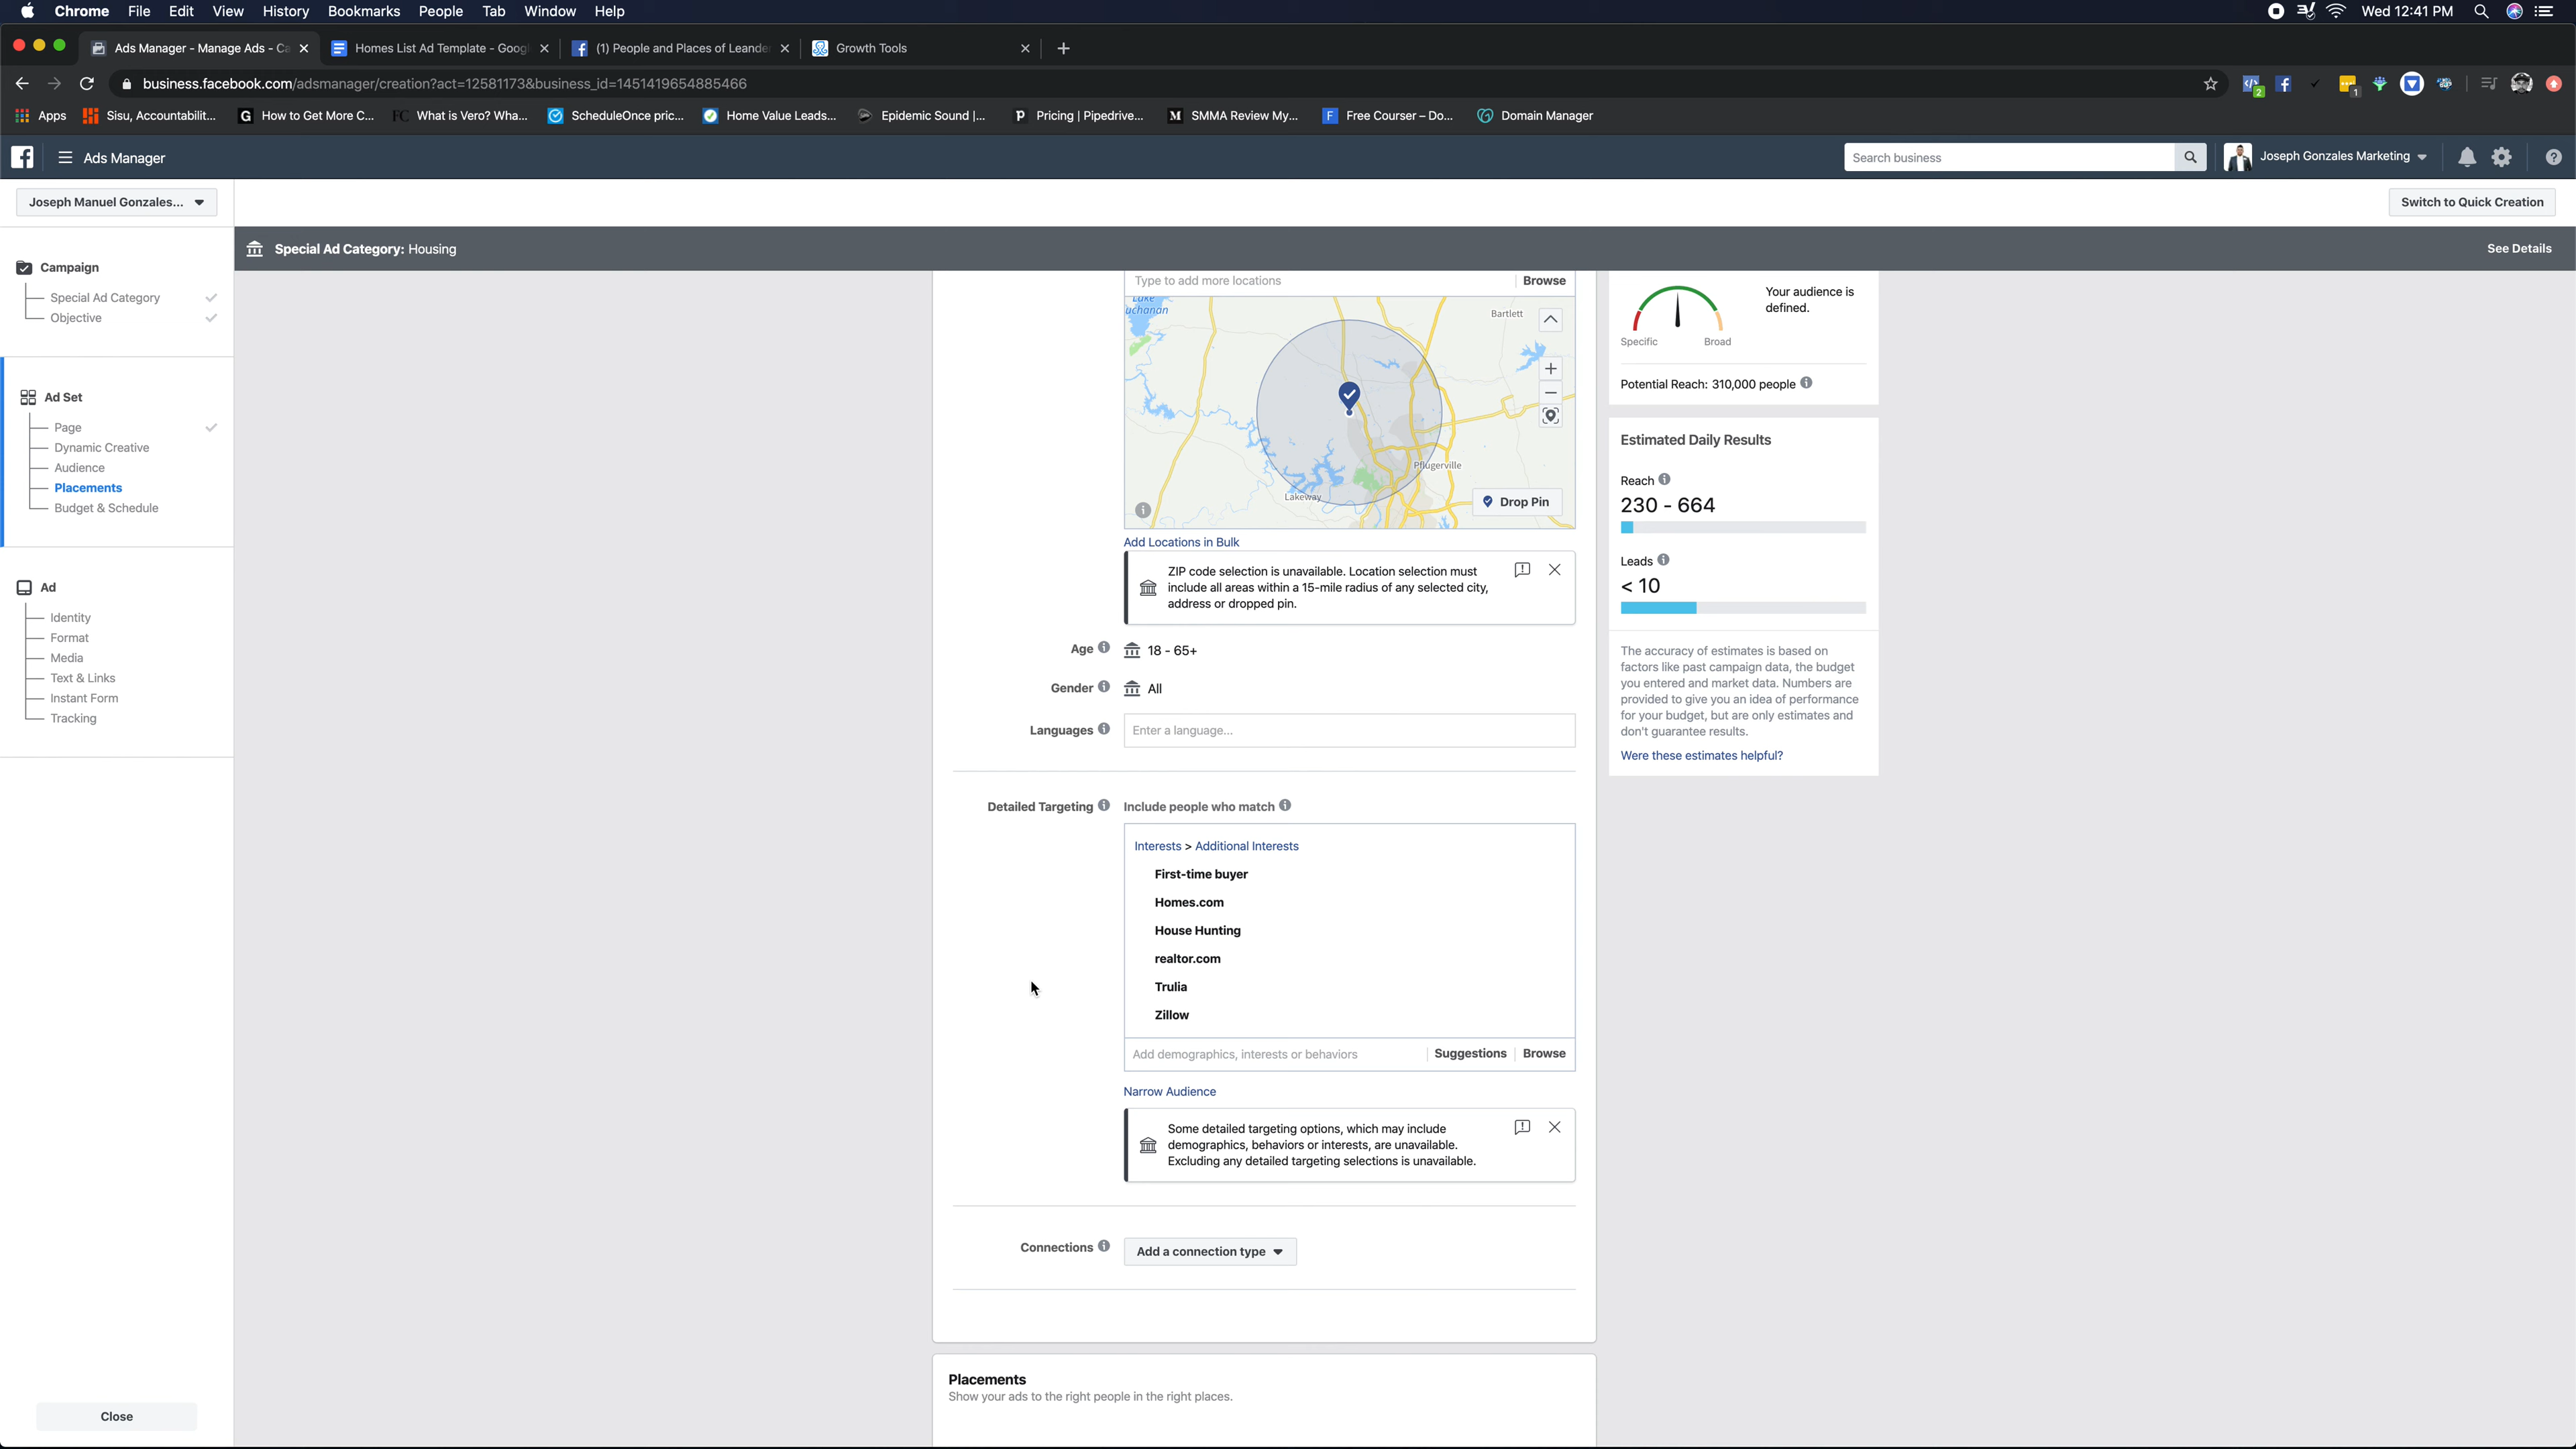 Chrome File Edit View History Bookmarks People Tab Window Help
Wed 12:41 PM
Ads Manager - Manage Ads - Ca
Homes List Ad Template - Goog
(1) People and Places of Leande
Growth Tools
business.facebook.com/adsmanager/creation?act=12581173&business_id=1451419654885466
2
1
Apps
Sisu, Accountabilit...
How to Get More C...
What is Vero? Wha...
ScheduleOnce pric...
Home Value Leads...
Epidemic Sound |...
Pricing | Pipedrive...
SMMA Review My...
Free Courser – Do...
Domain Manager
Ads Manager
Search business
Joseph Gonzales Marketing
Joseph Manuel Gonzales...
Switch to Quick Creation
Special Ad Category: Housing
See Details
Campaign
Special Ad Category
Objective
Ad Set
Page
Dynamic Creative
Audience
Placements
Budget & Schedule
Ad
Identity
Format
Media
Text & Links
Instant Form
Tracking
Close
Type to add more locations
Browse
Lake
uchanan
Bartlett
Pflugerville
Lakeway
Drop Pin
Add Locations in Bulk
ZIP code selection is unavailable. Location selection must
include all areas within a 15-mile radius of any selected city,
address or dropped pin.
Age
18 - 65+
Gender
All
Languages
Enter a language...
Detailed Targeting
Include people who match
Interests > Additional Interests
First-time buyer
Homes.com
House Hunting
realtor.com
Trulia
Zillow
Add demographics, interests or behaviors
Suggestions
Browse
Narrow Audience
Some detailed targeting options, which may include
demographics, behaviors or interests, are unavailable.
Excluding any detailed targeting selections is unavailable.
Connections
Add a connection type
Placements
Show your ads to the right people in the right places.
Your audience is
defined.
Specific
Broad
Potential Reach: 310,000 people
Estimated Daily Results
Reach
230 - 664
Leads
< 10
The accuracy of estimates is based on
factors like past campaign data, the budget
you entered and market data. Numbers are
provided to give you an idea of performance
for your budget, but are only estimates and
don't guarantee results.
Were these estimates helpful?